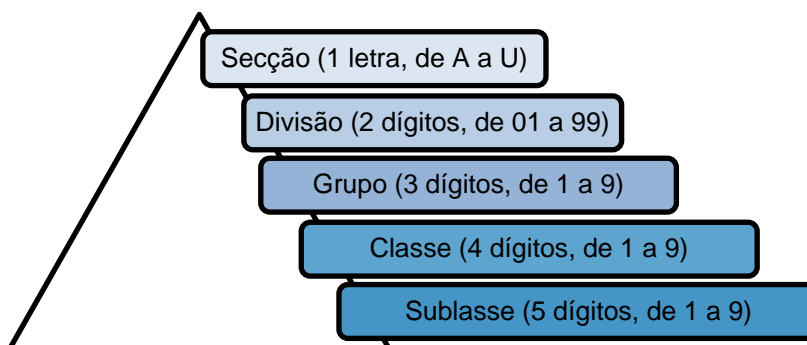 Secção (1 letra, de A a U)
Divisão (2 dígitos, de 01 a 99)
Grupo (3 dígitos, de 1 a 9)
Classe (4 dígitos, de 1 a 9)
Sublasse (5 dígitos, de 1 a 9)